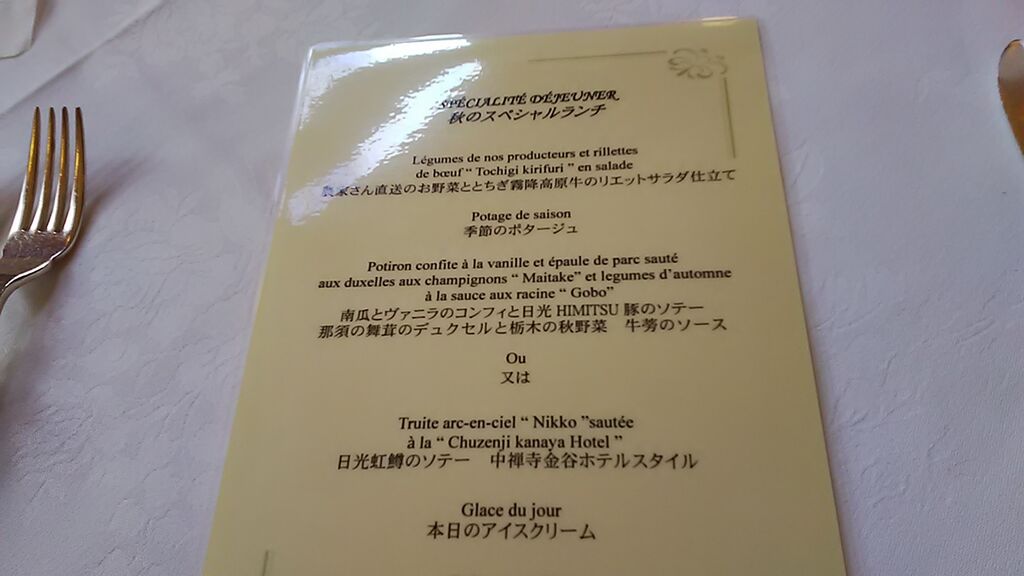 SPÉCIALITÉ DÉJEUNER
秋のスペシャルランチ
Légumes de nos producteurs et rillettes
de bœuf “ Tochigi kirifuri ” en salade
農家さん直送のお野菜ととちぎ霧降高原牛のリエットサラダ仕立て
Potage de saison
季節のポタージュ
Potiron confite à la vanille et épaule de parc sauté
aux duxelles aux champignons “ Maitake” et legumes d’automne
à la sauce aux racine “ Gobo”
南瓜とヴァニラのコンフィと日光 HIMITSU 豚のソテー
那須の舞茸のデュクセルと栃木の秋野菜　牛蒡のソース
Ou
又は
Truite arc-en-ciel “ Nikko ”sautée
à la “ Chuzenji kanaya Hotel ”
日光虹鱒のソテー　中禅寺金谷ホテルスタイル
Glace du jour
本日のアイスクリーム